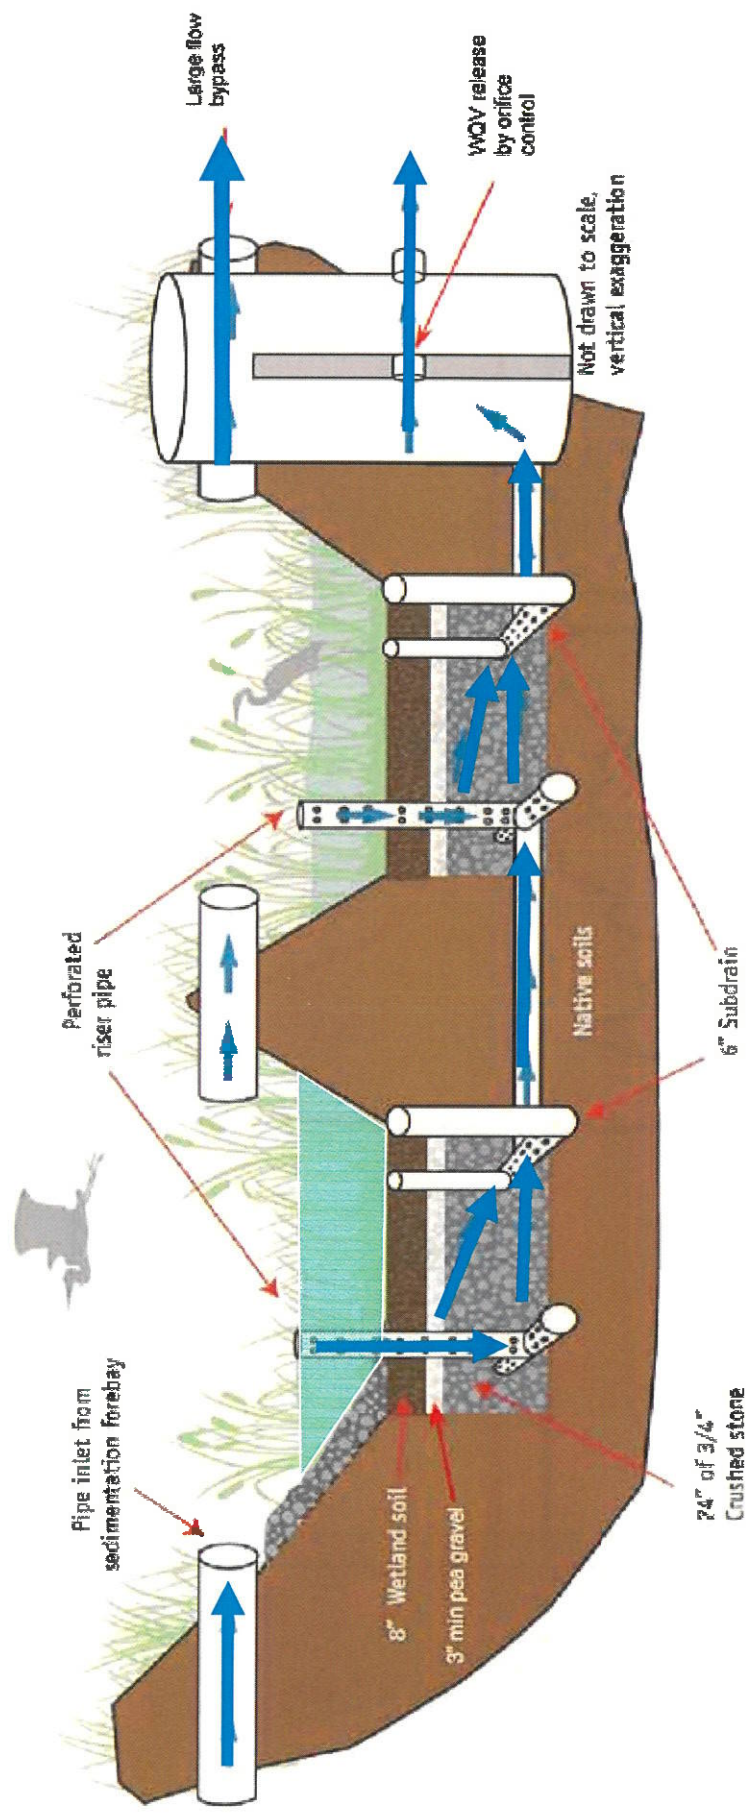 Pipe inlet from
sedimentation forebay
Perforated
riser pipe
Large flow
bypass
WQV release
by orifice
control
8" Wetland soil
3" min pea gravel
24" of 3/4"
Crushed stone
Native soils
6" Subdrain
Not drawn to scale,
vertical exaggeration